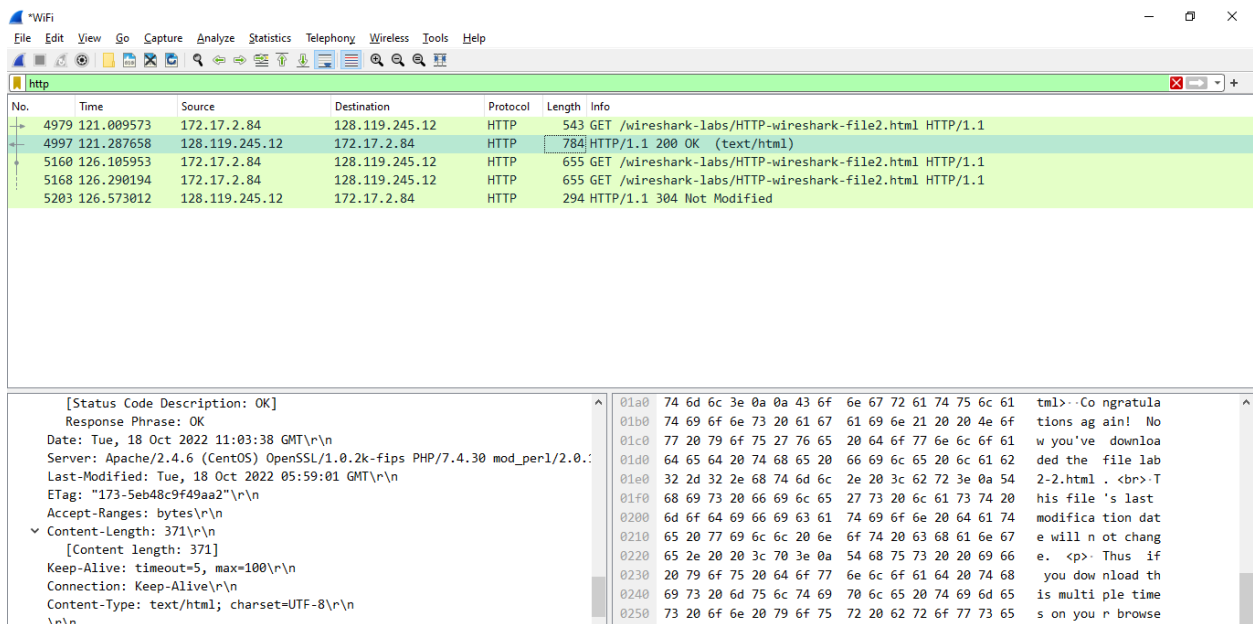 *WiFi
File Edit View Go Capture Analyze Statistics Telephony Wireless Tools Help
http
No. Time Source Destination Protocol Length Info
4979 121.009573 172.17.2.84 128.119.245.12 HTTP 543 GET /wireshark-labs/HTTP-wireshark-file2.html HTTP/1.1
4997 121.287658 128.119.245.12 172.17.2.84 HTTP 784 HTTP/1.1 200 OK (text/html)
5160 126.105953 172.17.2.84 128.119.245.12 HTTP 655 GET /wireshark-labs/HTTP-wireshark-file2.html HTTP/1.1
5168 126.290194 172.17.2.84 128.119.245.12 HTTP 655 GET /wireshark-labs/HTTP-wireshark-file2.html HTTP/1.1
5203 126.573012 128.119.245.12 172.17.2.84 HTTP 294 HTTP/1.1 304 Not Modified
[Status Code Description: OK]
Response Phrase: OK
Date: Tue, 18 Oct 2022 11:03:38 GMT\r\n
Server: Apache/2.4.6 (CentOS) OpenSSL/1.0.2k-fips PHP/7.4.30 mod_perl/2.0.
Last-Modified: Tue, 18 Oct 2022 05:59:01 GMT\r\n
ETag: "173-5eb48c9f49aa2"\r\n
Accept-Ranges: bytes\r\n
Content-Length: 371\r\n
[Content length: 371]
Keep-Alive: timeout=5, max=100\r\n
Connection: Keep-Alive\r\n
Content-Type: text/html; charset=UTF-8\r\n
\r\n
01a0 74 6d 6c 3e 0a 0a 43 6f 6e 67 72 61 74 75 6c 61 tml>··Co ngratula
01b0 74 69 6f 6e 73 20 61 67 61 69 6e 21 20 20 4e 6f tions ag ain! No
01c0 77 20 79 6f 75 27 76 65 20 64 6f 77 6e 6c 6f 61 w you've downloa
01d0 64 65 64 20 74 68 65 20 66 69 6c 65 20 6c 61 62 ded the file lab
01e0 32 2d 32 2e 68 74 6d 6c 2e 20 3c 62 72 3e 0a 54 2-2.html . <br>·T
01f0 68 69 73 20 66 69 6c 65 27 73 20 6c 61 73 74 20 his file 's last
0200 6d 6f 64 69 66 69 63 61 74 69 6f 6e 20 64 61 74 modifica tion dat
0210 65 20 77 69 6c 6c 20 6e 6f 74 20 63 68 61 6e 67 e will n ot chang
0220 65 2e 20 20 3c 70 3e 0a 54 68 75 73 20 20 69 66 e. <p>· Thus if
0230 20 79 6f 75 20 64 6f 77 6e 6c 6f 61 64 20 74 68 you dow nload th
0240 69 73 20 6d 75 6c 74 69 70 6c 65 20 74 69 6d 65 is multi ple time
0250 73 20 6f 6e 20 79 6f 75 72 20 62 72 6f 77 73 65 s on you r browse